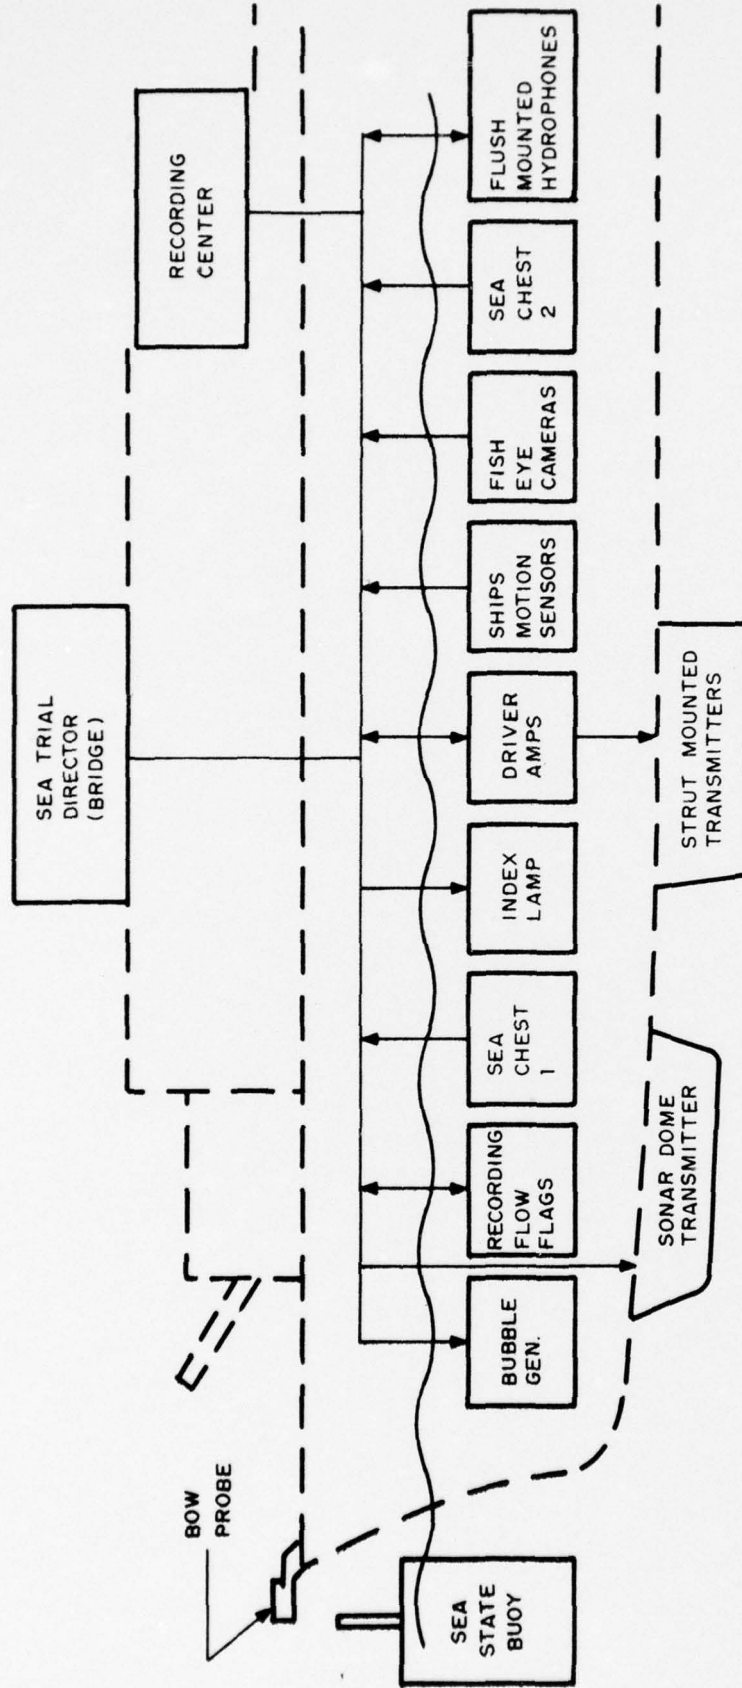 SEA TRIAL
DIRECTOR
(BRIDGE)
RECORDING
CENTER
BOW
PROBE
SEA
STATE
BUOY
BUBBLE
GEN.
RECORDING
FLOW
FLAGS
SEA
CHEST
1
INDEX
LAMP
DRIVER
AMPS
SHIPS
MOTION
SENSORS
FISH
EYE
CAMERAS
SEA
CHEST
2
FLUSH
MOUNTED
HYDROPHONES
SONAR DOME
TRANSMITTER
STRUT MOUNTED
TRANSMITTERS